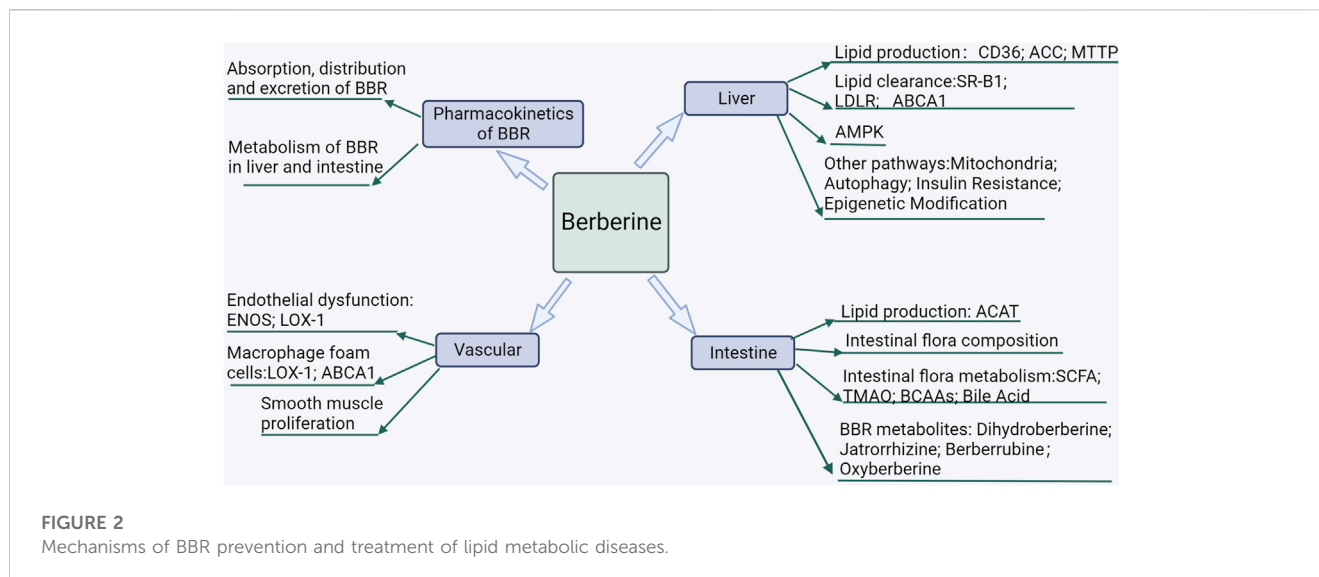 Absorption, distribution
and excretion of BBR
Metabolism of BBR
in liver and intestine
Pharmacokinetics
of BBR
Liver
Lipid production: CD36; ACC; MTTP
Lipid clearance:SR-B1;
LDLR; ABCA1
AMPK
Other pathways:Mitochondria;
Autophagy; Insulin Resistance;
Epigenetic Modification
Berberine
Endothelial dysfunction:
ENOS; LOX-1
Macrophage foam
cells:LOX-1; ABCA1
Smooth muscle
proliferation
Vascular
Intestine
Lipid production: ACAT
Intestinal flora composition
Intestinal flora metabolism:SCFA;
TMAO; BCAAs; Bile Acid
BBR metabolites: Dihydroberberine;
Jatrorrhizine; Berberrubine;
Oxyberberine
FIGURE 2
Mechanisms of BBR prevention and treatment of lipid metabolic diseases.